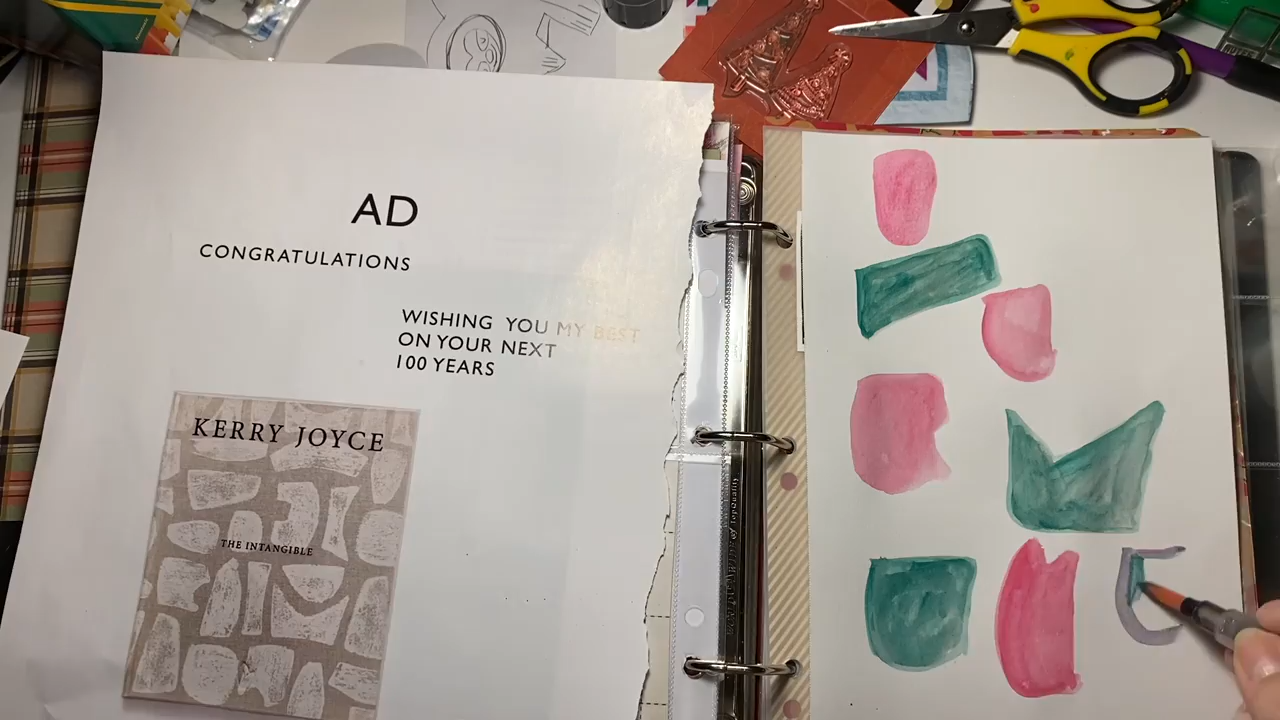 AD
CONGRATULATIONS
WISHING YOU MY BEST
ON YOUR NEXT
100 YEARS
KERRY JOYCE
THE INTANGIBLE